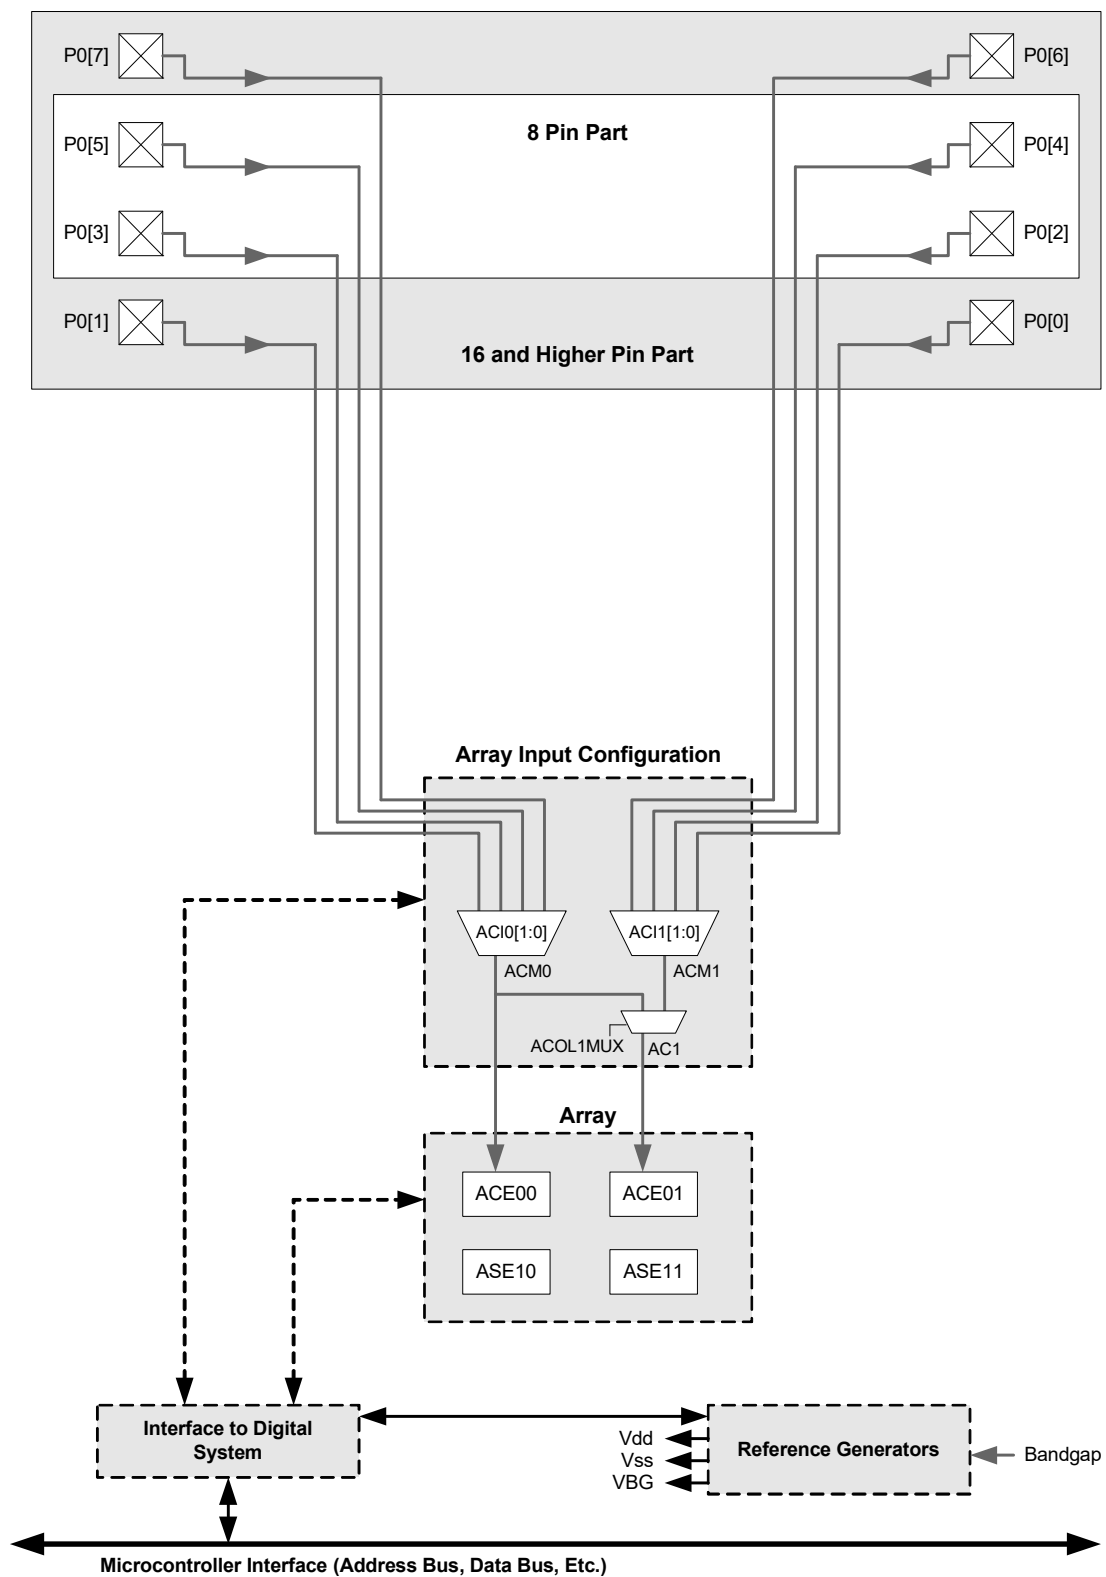 P0[7]
P0[6]
8 Pin Part
P0[5]
P0[4]
P0[3]
P0[2]
P0[1]
P0[0]
16 and Higher Pin Part
Array Input Configuration
ACI0[1:0]
ACI1[1:0]
ACM0
ACM1
ACOL1MUX
AC1
Array
ACE00
ACE01
ASE10
ASE11
Interface to Digital
System
Vdd
Vss
VBG
Reference Generators
Bandgap
Microcontroller Interface (Address Bus, Data Bus, Etc.)